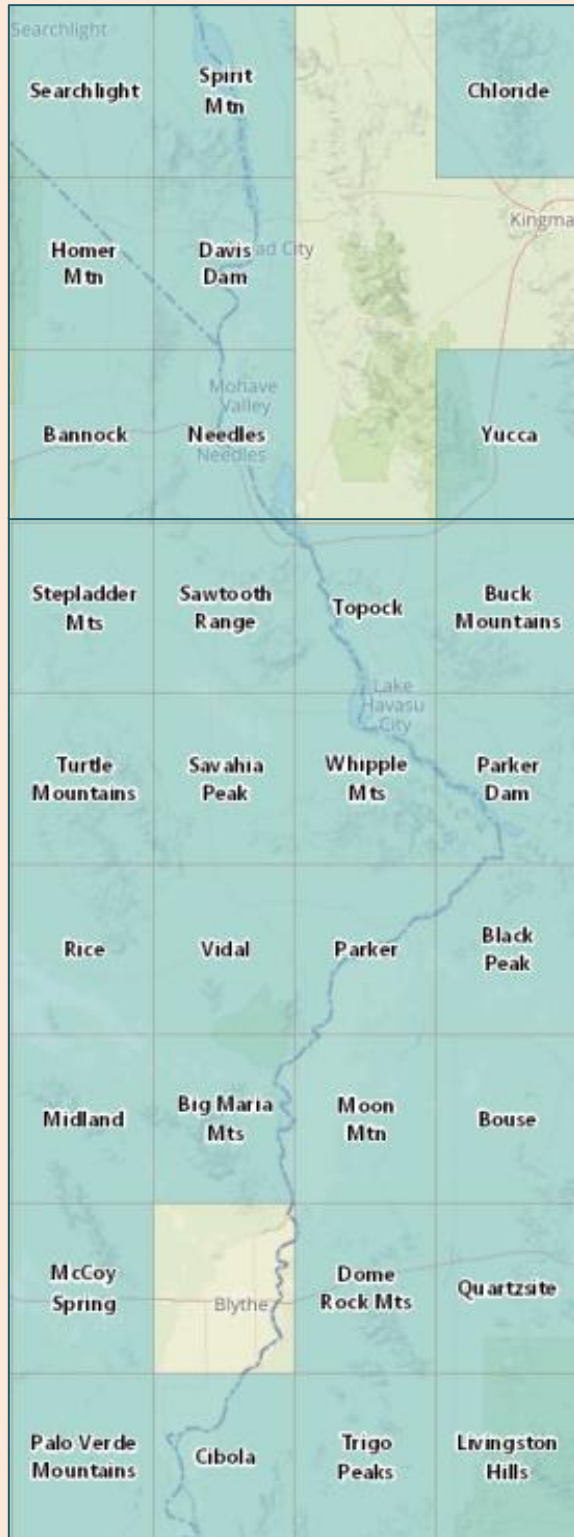 Searchlight
Searchlight
Spirit
Mtn
Chloride
Kingma
Homer
Mtn
Davis
Dam
ad City
Mohave
Valley
Bannock
Needles
Needles
Yucca
Stepladder
Mts
Sawtooth
Range
Topock
Buck
Mountains
Lake
Havasu
City
Turtle
Mountains
Savahia
Peak
Whipple
Mts
Parker
Dam
Rice
Vidal
Parker
Black
Peak
Midland
Big Maria
Mts
Moon
Mtn
Bouse
McCoy
Spring
Blythe
Dome
Rock Mts
Quartzsite
Palo Verde
Mountains
Cibola
Trigo
Peaks
Livingston
Hills